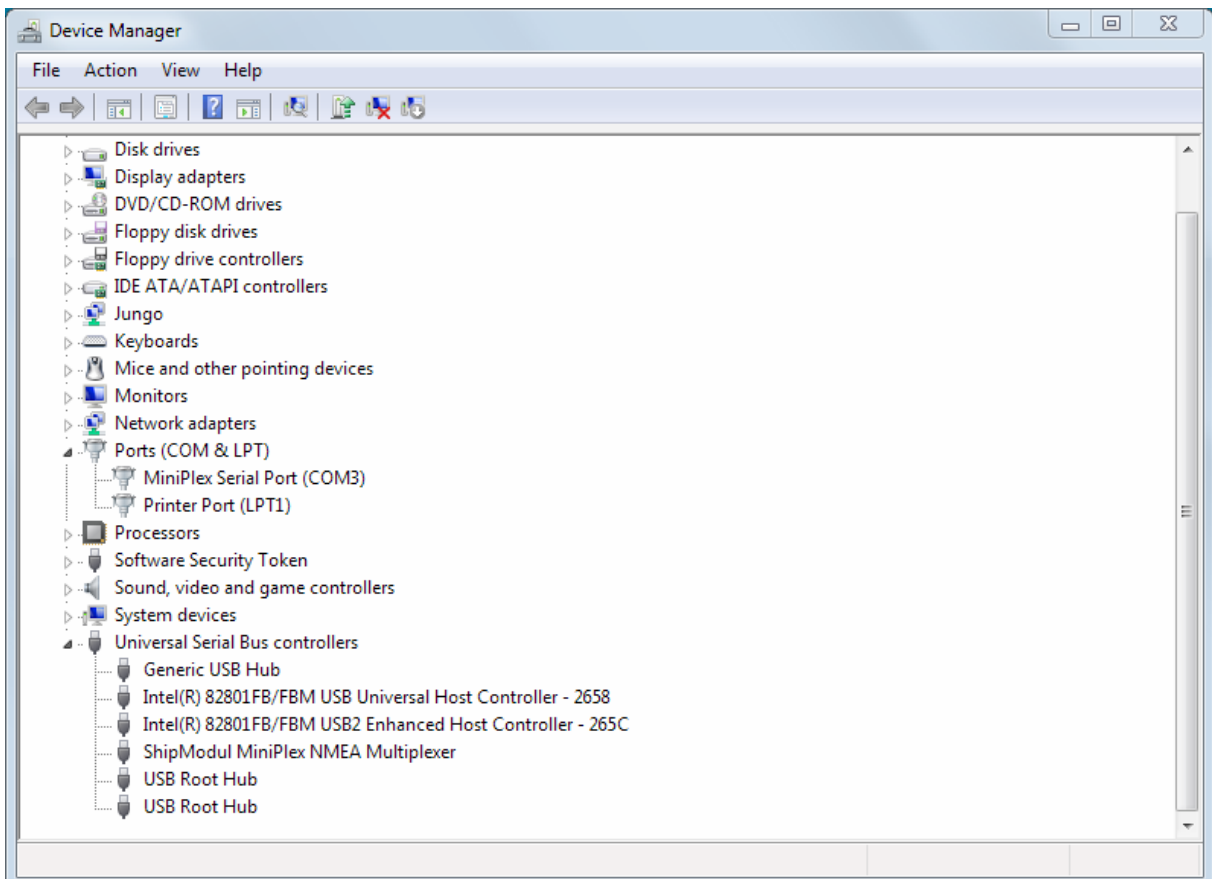 Device Manager
File Action View Help
Disk drives
Display adapters
DVD/CD-ROM drives
Floppy disk drives
Floppy drive controllers
IDE ATA/ATAPI controllers
Jungo
Keyboards
Mice and other pointing devices
Monitors
Network adapters
Ports (COM & LPT)
MiniPlex Serial Port (COM3)
Printer Port (LPT1)
Processors
Software Security Token
Sound, video and game controllers
System devices
Universal Serial Bus controllers
Generic USB Hub
Intel(R) 82801FB/FBM USB Universal Host Controller - 2658
Intel(R) 82801FB/FBM USB2 Enhanced Host Controller - 265C
ShipModul MiniPlex NMEA Multiplexer
USB Root Hub
USB Root Hub